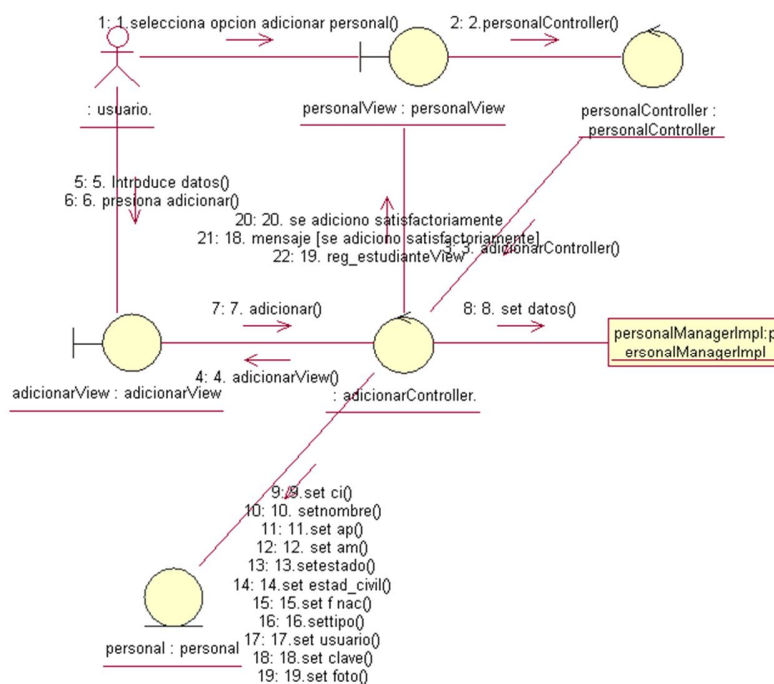 1: 1.selecciona opcion adicionar personal()
2: 2.personalController()
: usuario.
personalView : personalView
personalController :
personalController
5: 5. Introduce datos()
6: 6. presiona adicionar()
20: 20. se adiciono satisfactoriamente
21: 18. mensaje [se adiciono satisfactoriamente]
22: 19. reg_estudianteView
3: 3. adicionarController()
7: 7. adicionar()
8: 8. set datos()
personalManagerImpl:p
ersonalManagerImpl
4: 4. adicionarView()
adicionarView : adicionarView
: adicionarController.
9: 9.set ci()
10: 10. setnombre()
11: 11.set ap()
12: 12. set am()
13: 13.setestado()
14: 14.set estad_civil()
15: 15.set f nac()
16: 16.settipo()
17: 17.set usuario()
18: 18.set clave()
19: 19.set foto()
personal : personal